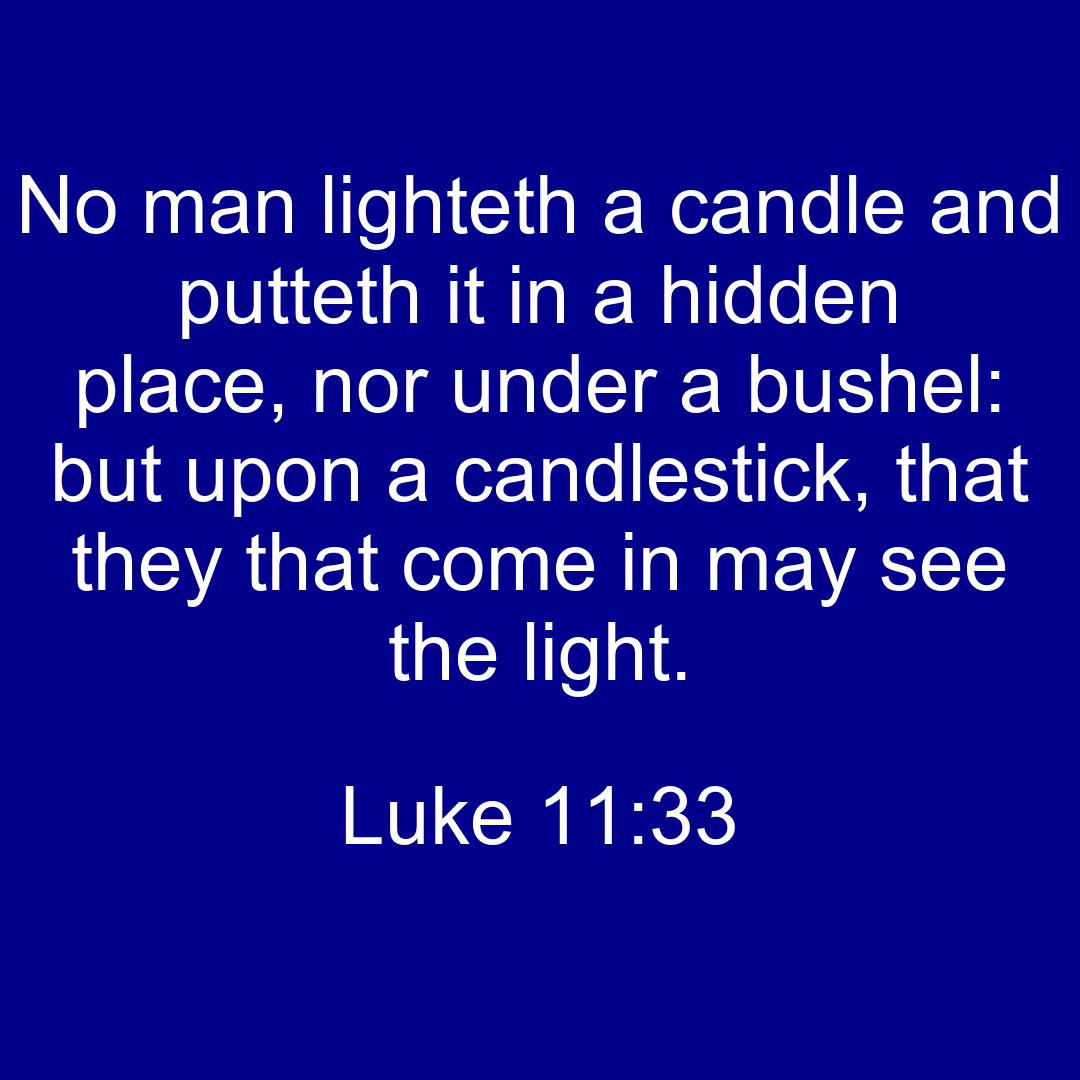 No man lighteth a candle and
putteth it in a hidden
place, nor under a bushel:
but upon a candlestick, that
they that come in may see
the light.
Luke 11:33